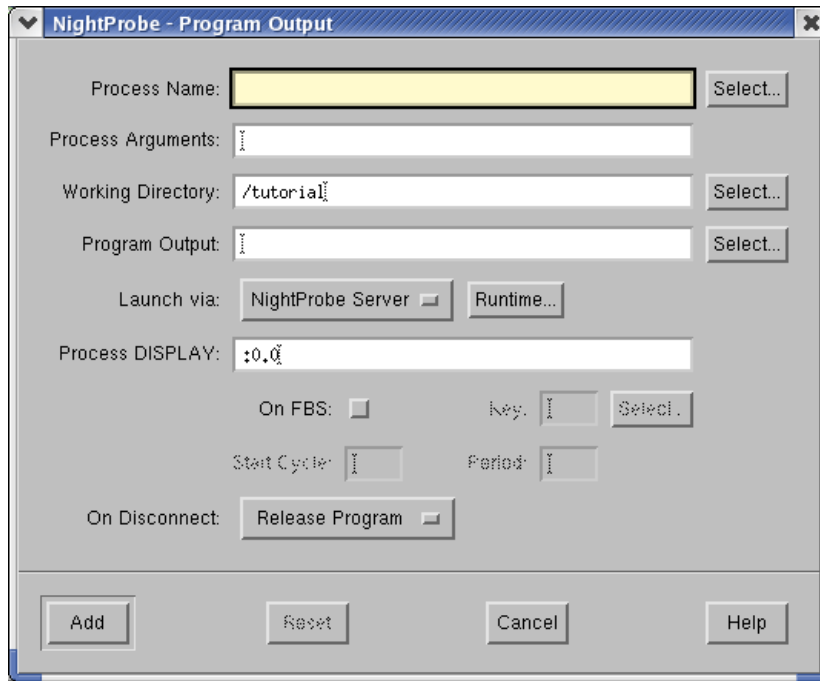 NightProbe - Program Output
Process Name: Select...
Process Arguments:
Working Directory: /tutorial Select...
Program Output: Select...
Launch via: NightProbe Server Runtime...
Process DISPLAY: :0.0
On FBS: Key: Select...
Start Cycle: Period:
On Disconnect: Release Program
Add Reset Cancel Help